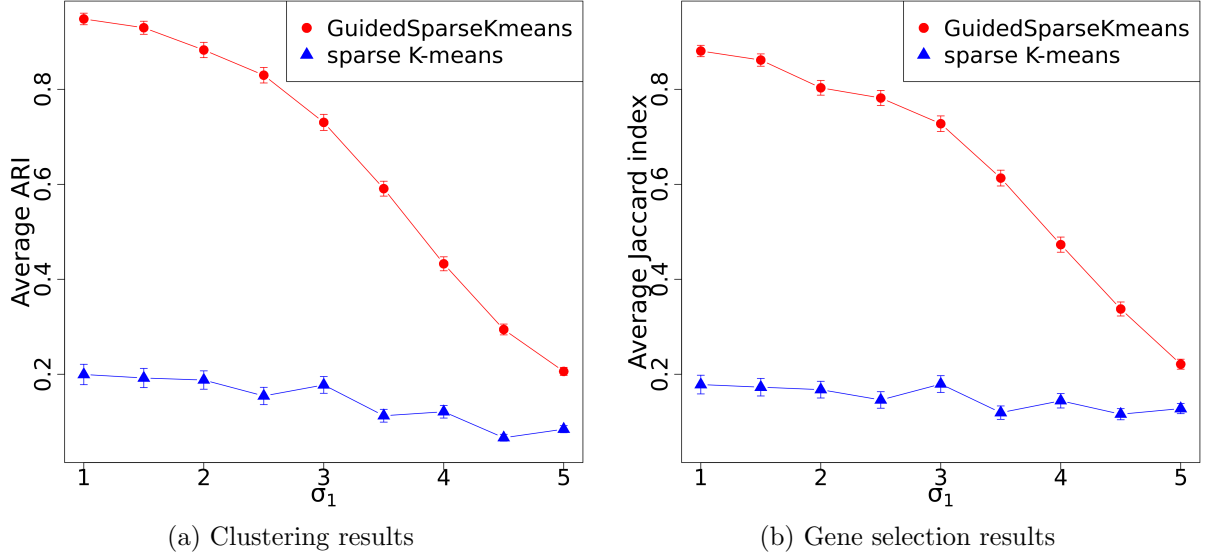 GuidedSparseKmeans
sparse K-means
Average ARI
0.8
0.6
0.4
0.2
1 2 3 4 5
σ1
(a) Clustering results
GuidedSparseKmeans
sparse K-means
Average Jaccard index
0.8
0.6
0.4
0.2
1 2 3 4 5
σ1
(b) Gene selection results